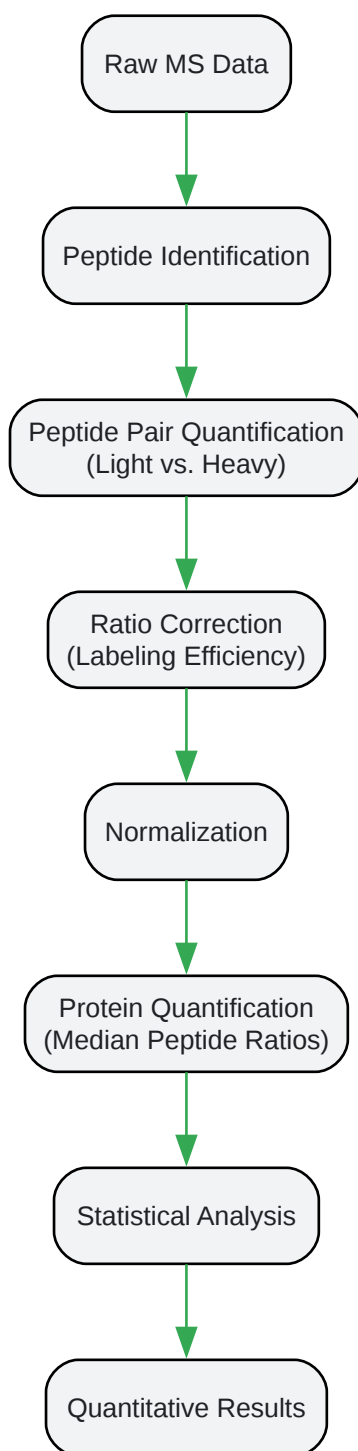 Raw MS Data
Peptide Identification
Peptide Pair Quantification
(Light vs. Heavy)
Ratio Correction
(Labeling Efficiency)
Normalization
Protein Quantification
(Median Peptide Ratios)
Statistical Analysis
Quantitative Results